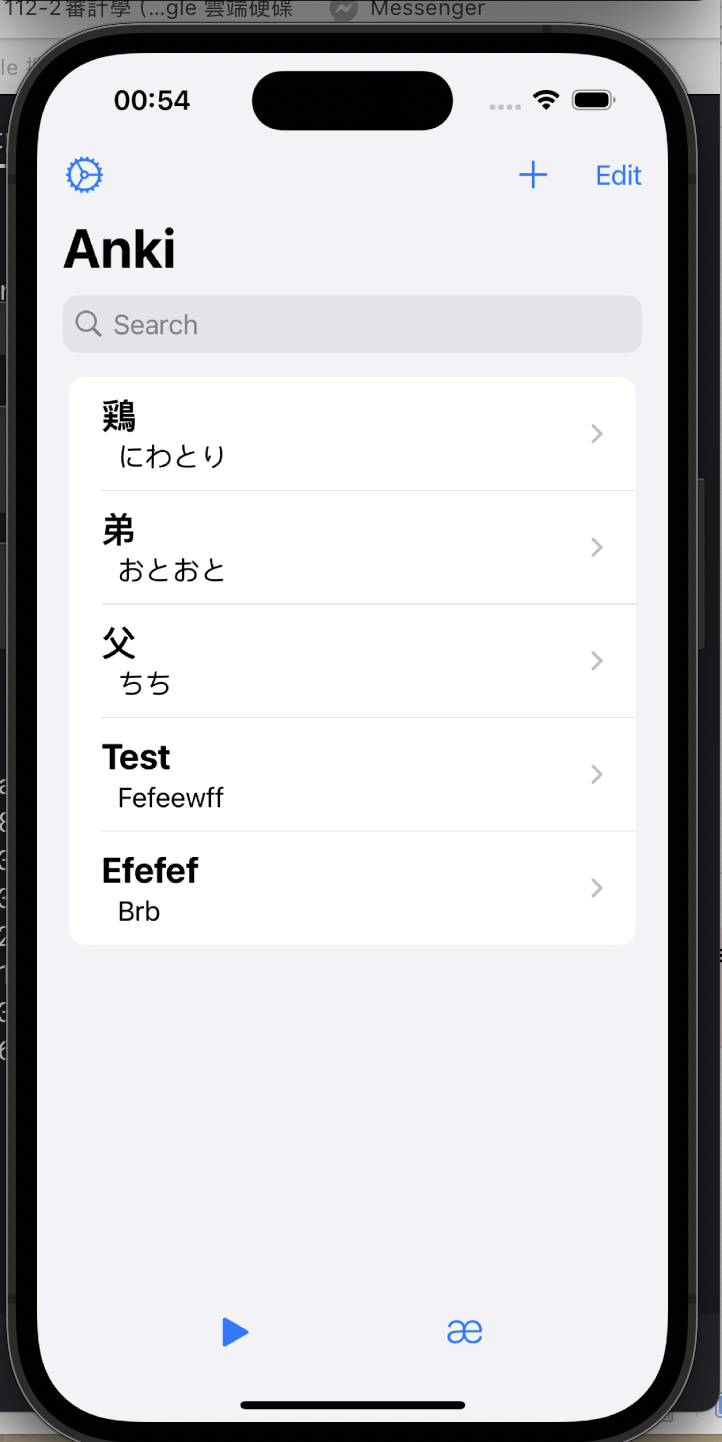 112-2審計學 (...gle 雲端硬碟 Messenger
00:54
Edit
Anki
Search
鶏
にわとり
弟
おとおと
父
ちち
Test
Fefeewff
Efefef
Brb
æ